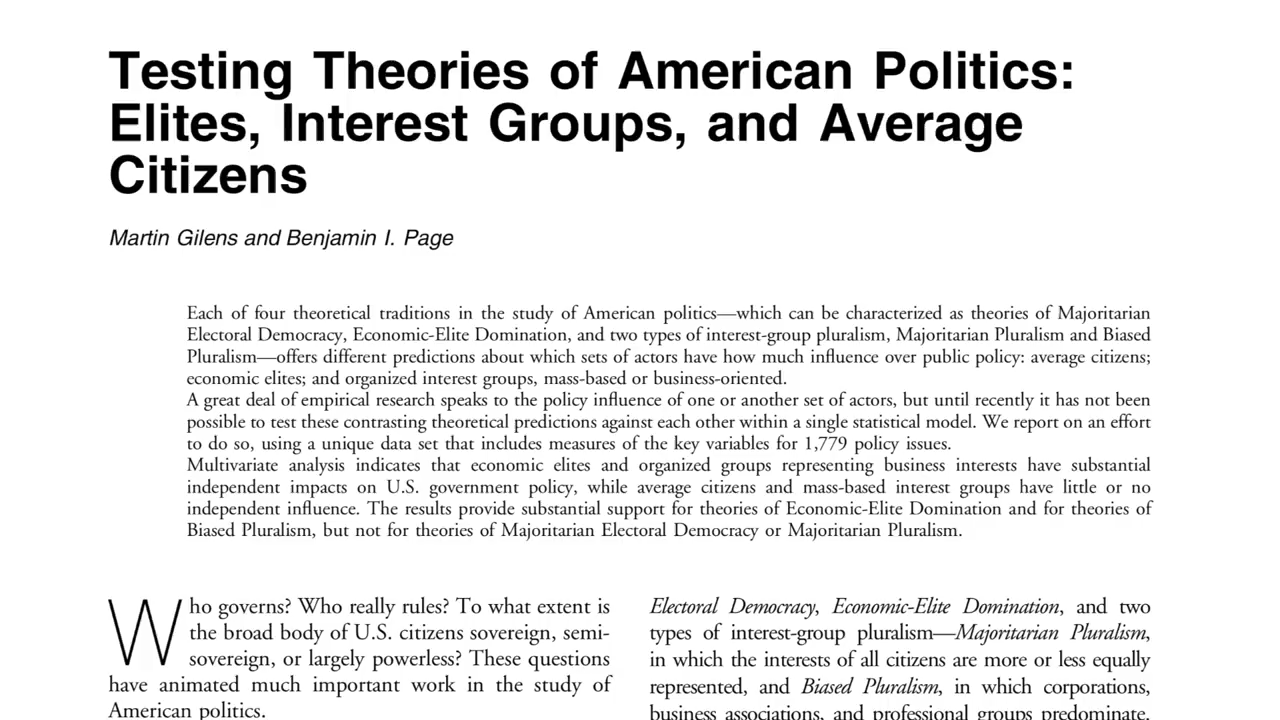 Testing Theories of American Politics:
Elites, Interest Groups, and Average
Citizens
Martin Gilens and Benjamin I. Page
Each of four theoretical traditions in the study of American politics—which can be characterized as theories of Majoritarian
Electoral Democracy, Economic-Elite Domination, and two types of interest-group pluralism, Majoritarian Pluralism and Biased
Pluralism—offers different predictions about which sets of actors have how much influence over public policy: average citizens;
economic elites; and organized interest groups, mass-based or business-oriented.
A great deal of empirical research speaks to the policy influence of one or another set of actors, but until recently it has not been
possible to test these contrasting theoretical predictions against each other within a single statistical model. We report on an effort
to do so, using a unique data set that includes measures of the key variables for 1,779 policy issues.
Multivariate analysis indicates that economic elites and organized groups representing business interests have substantial
independent impacts on U.S. government policy, while average citizens and mass-based interest groups have little or no
independent influence. The results provide substantial support for theories of Economic-Elite Domination and for theories of
Biased Pluralism, but not for theories of Majoritarian Electoral Democracy or Majoritarian Pluralism.
Who governs? Who really rules? To what extent is
the broad body of U.S. citizens sovereign, semi-
sovereign, or largely powerless? These questions
have animated much important work in the study of
American politics.
Electoral Democracy, Economic-Elite Domination, and two
types of interest-group pluralism—Majoritarian Pluralism,
in which the interests of all citizens are more or less equally
represented, and Biased Pluralism, in which corporations,
business associations, and professional groups predominate.